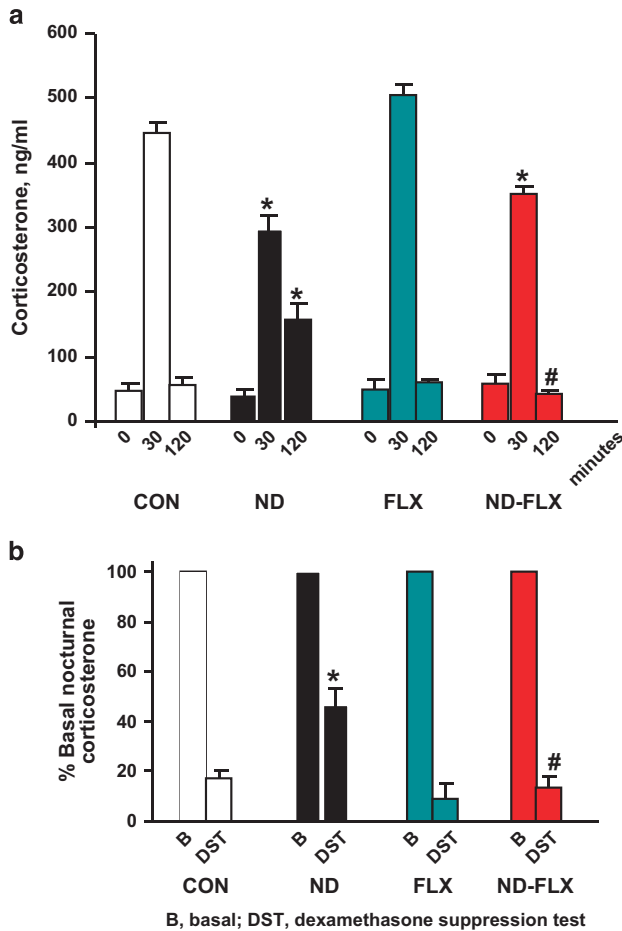 a
Corticosterone, ng/ml
600
500
400
300
200
100
0
* * * #
0 30 120 0 30 120 0 30 120 0 30 120 minutes
CON ND FLX ND-FLX
b
% Basal nocturnal
corticosterone
100
80
60
40
20
0
* #
B DST B DST B DST B DST
CON ND FLX ND-FLX
B, basal; DST, dexamethasone suppression test